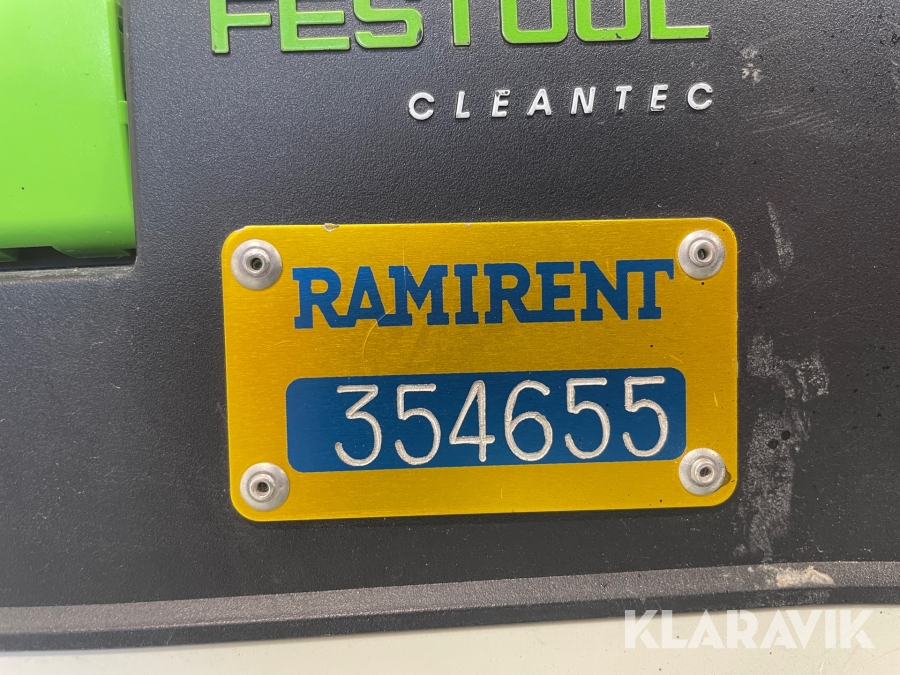 FESTOOL
CLEANTEC
RAMIRENT
354655
KLARAVIK